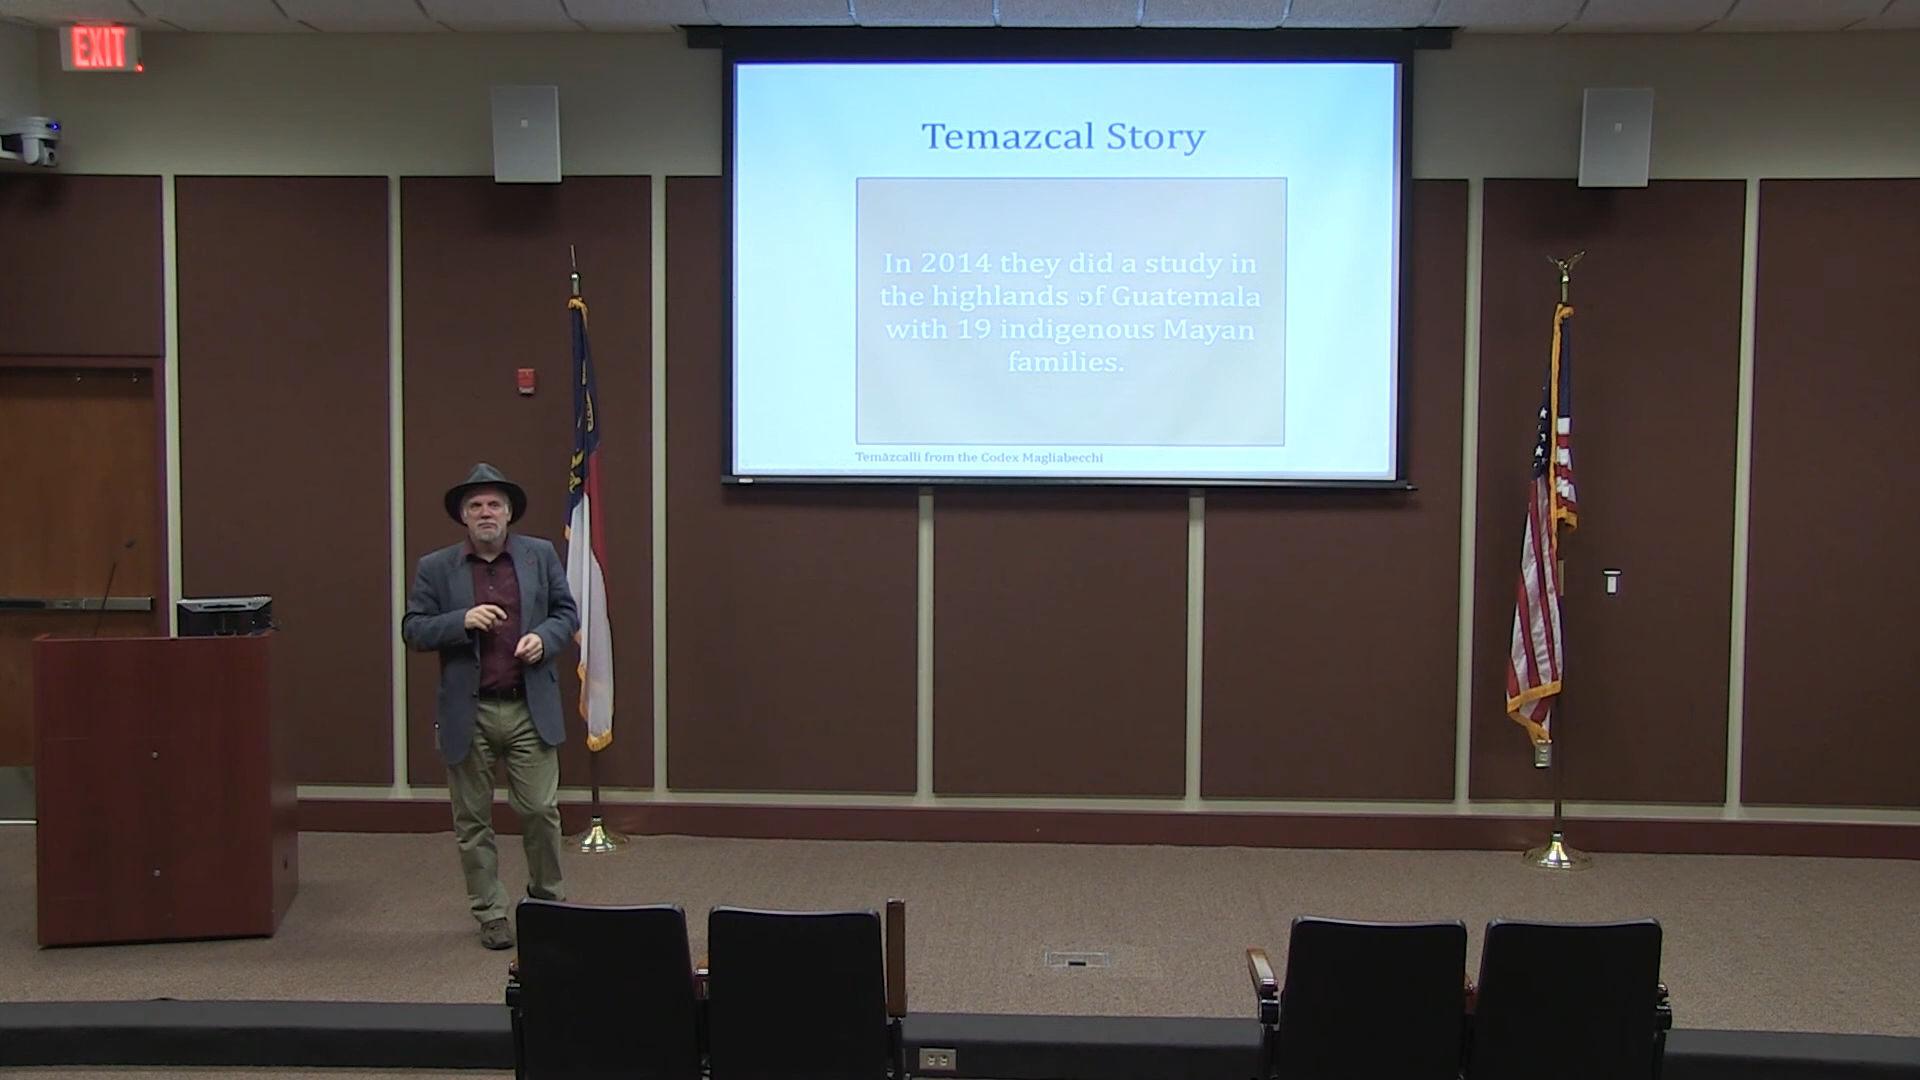 EXIT
Temazcal Story
In 2014 they did a study in
the highlands of Guatemala
with 19 indigenous Mayan
families.
Temãzcalli from the Codex Magliabecchi